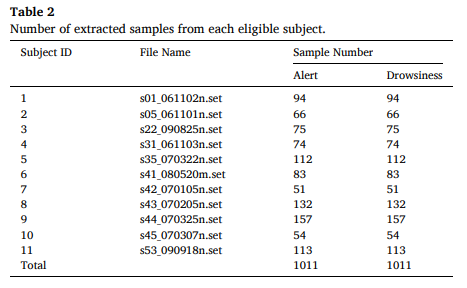 Table 2
Number of extracted samples from each eligible subject.
Subject ID File Name Sample Number
Alert Drowsiness
1 s01_061102n.set 94 94
2 s05_061101n.set 66 66
3 s22_090825n.set 75 75
4 s31_061103n.set 74 74
5 s35_070322n.set 112 112
6 s41_080520m.set 83 83
7 s42_070105n.set 51 51
8 s43_070205n.set 132 132
9 s44_070325n.set 157 157
10 s45_070307n.set 54 54
11 s53_090918n.set 113 113
Total 1011 1011